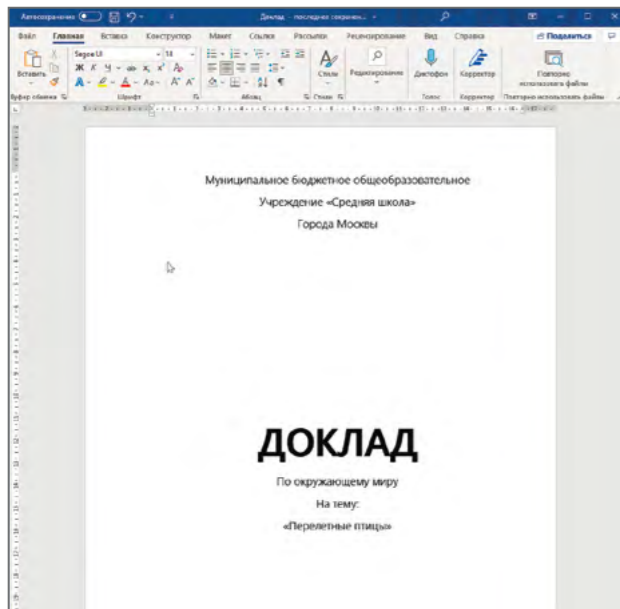 Автосохранение
Доклад - последнее сохранен...
Файл Главная Вставка Конструктор Макет Ссылки Рассылки Рецензирование Вид Справка Поделиться
Segoe UI 14
Вставить
Ж К Ч
Стили Редактирование Диктофон Корректор Повторно
использовать файлы
Буфер обмена Шрифт Абзац Стили Голос Корректор Повторно использовать файлы
Муниципальное бюджетное общеобразовательное
Учреждение «Средняя школа»
Города Москвы
ДОКЛАД
По окружающему миру
На тему:
«Перелетные птицы»